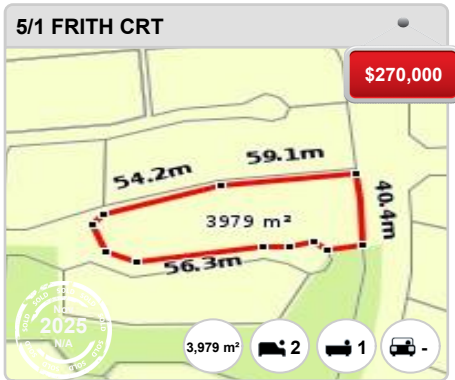 5/1 FRITH CRT
$270,000
54.2m
59.1m
40.4m
3979 m²
56.3m
SOLD
2025
N/A
3,979 m²
2
1
-